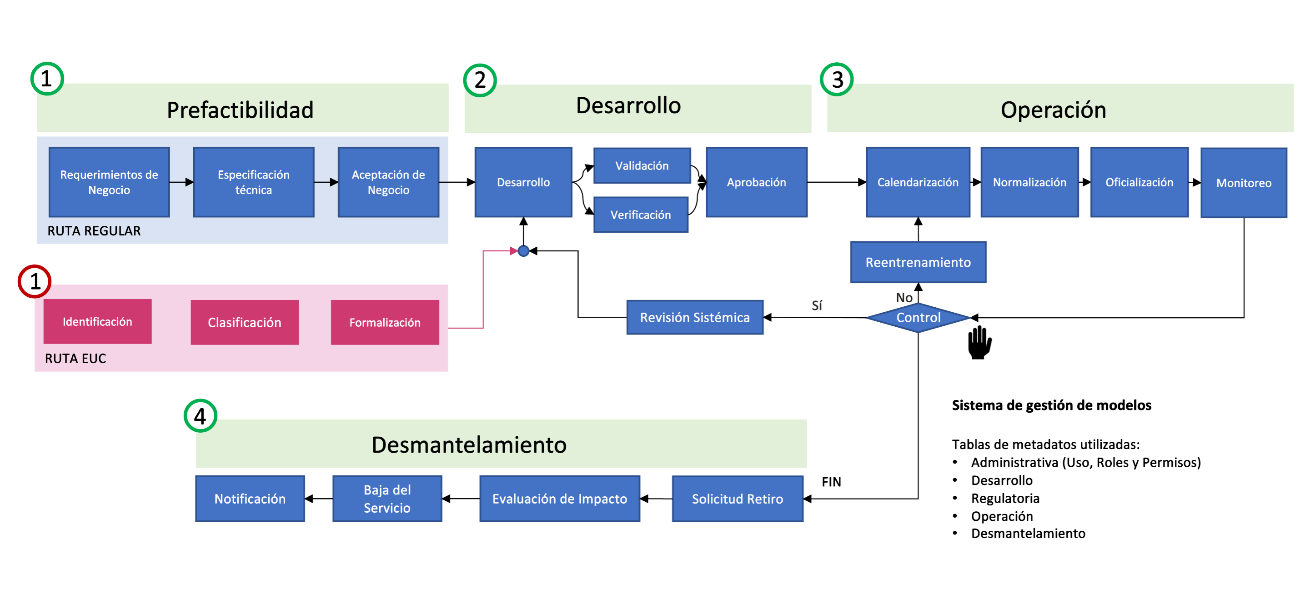 1
Prefactibilidad
Requerimientos de
Negocio
Especificación
técnica
Aceptación de
Negocio
RUTA REGULAR
1
Identificación
Clasificación
Formalización
RUTA EUC
2
Desarrollo
Desarrollo
Validación
Verificación
Aprobación
3
Operación
Calendarización
Normalización
Oficialización
Monitoreo
Reentrenamiento
No
Control
Sí
Revisión Sistémica
4
Desmantelamiento
FIN
Solicitud Retiro
Evaluación de Impacto
Baja del
Servicio
Notificación
Sistema de gestión de modelos
Tablas de metadatos utilizadas:
• Administrativa (Uso, Roles y Permisos)
• Desarrollo
• Regulatoria
• Operación
• Desmantelamiento